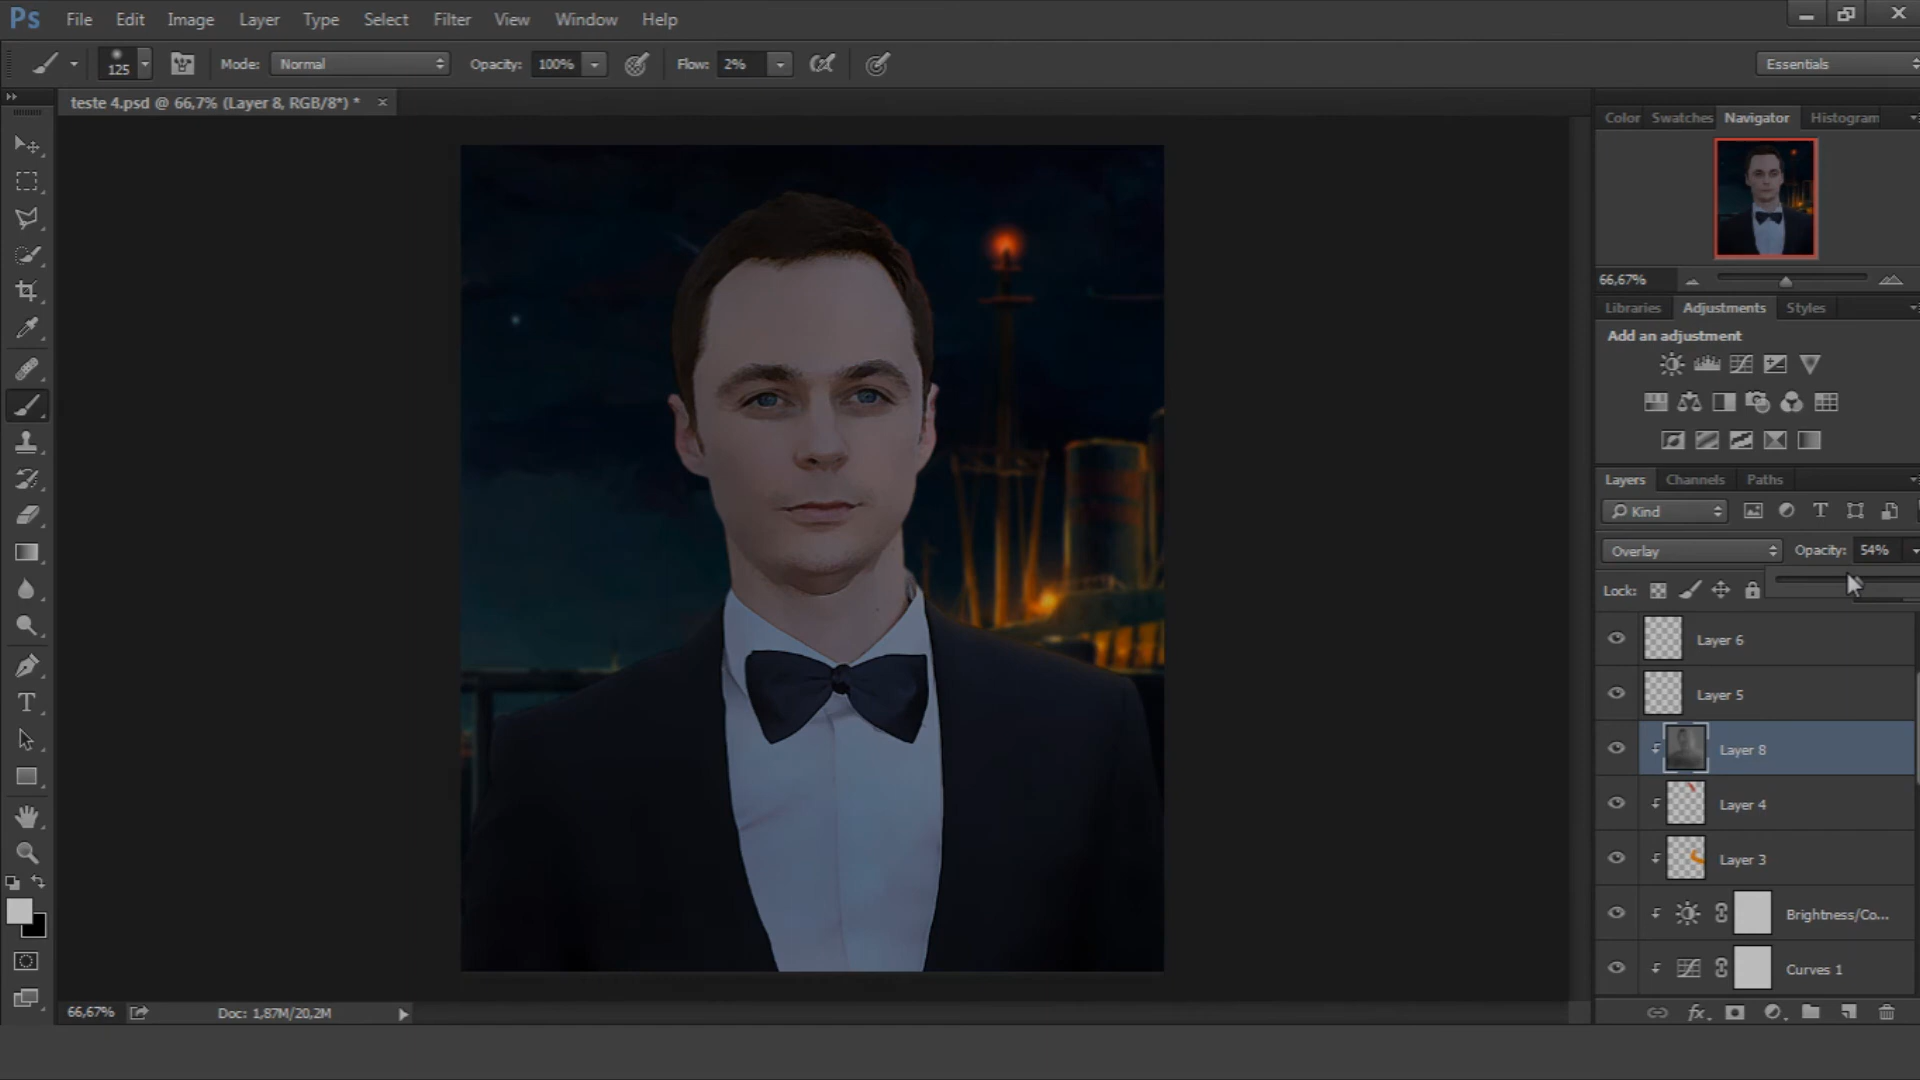 Ps File Edit Image Layer Type Select Filter View Window Help
125 Mode: Normal Opacity: 100% Flow: 2% Essentials
teste 4.psd @ 66,7% (Layer 8, RGB/8*) * ×
Color Swatches Navigator Histogram
66,67%
Libraries Adjustments Styles
Add an adjustment
Layers Channels Paths
Kind
Overlay Opacity: 54%
Lock:
Layer 6
Layer 5
Layer 8
Layer 4
Layer 3
Brightness/Co...
Curves 1
66,67% Doc: 1,87M/20,2M
fx